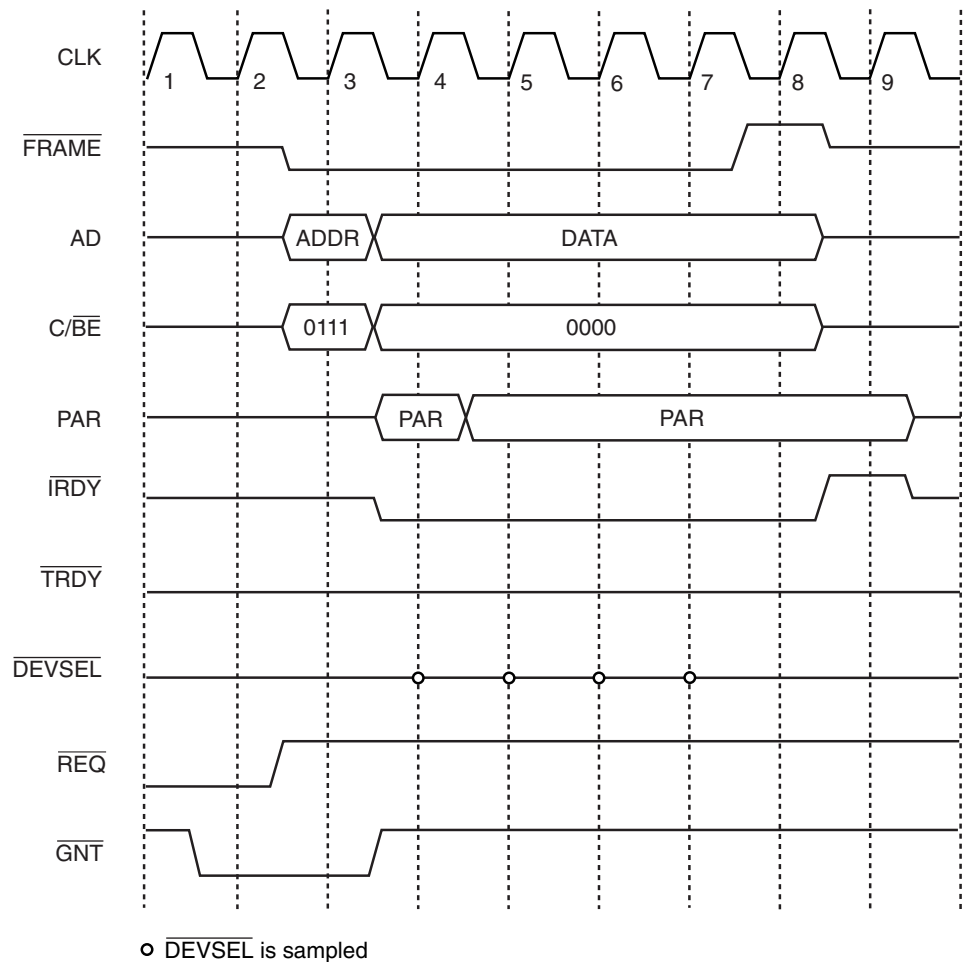 CLK
1 2 3 4 5 6 7 8 9
FRAME
AD ADDR DATA
C/BE 0111 0000
PAR PAR PAR
IRDY
TRDY
DEVSEL
REQ
GNT
DEVSEL is sampled